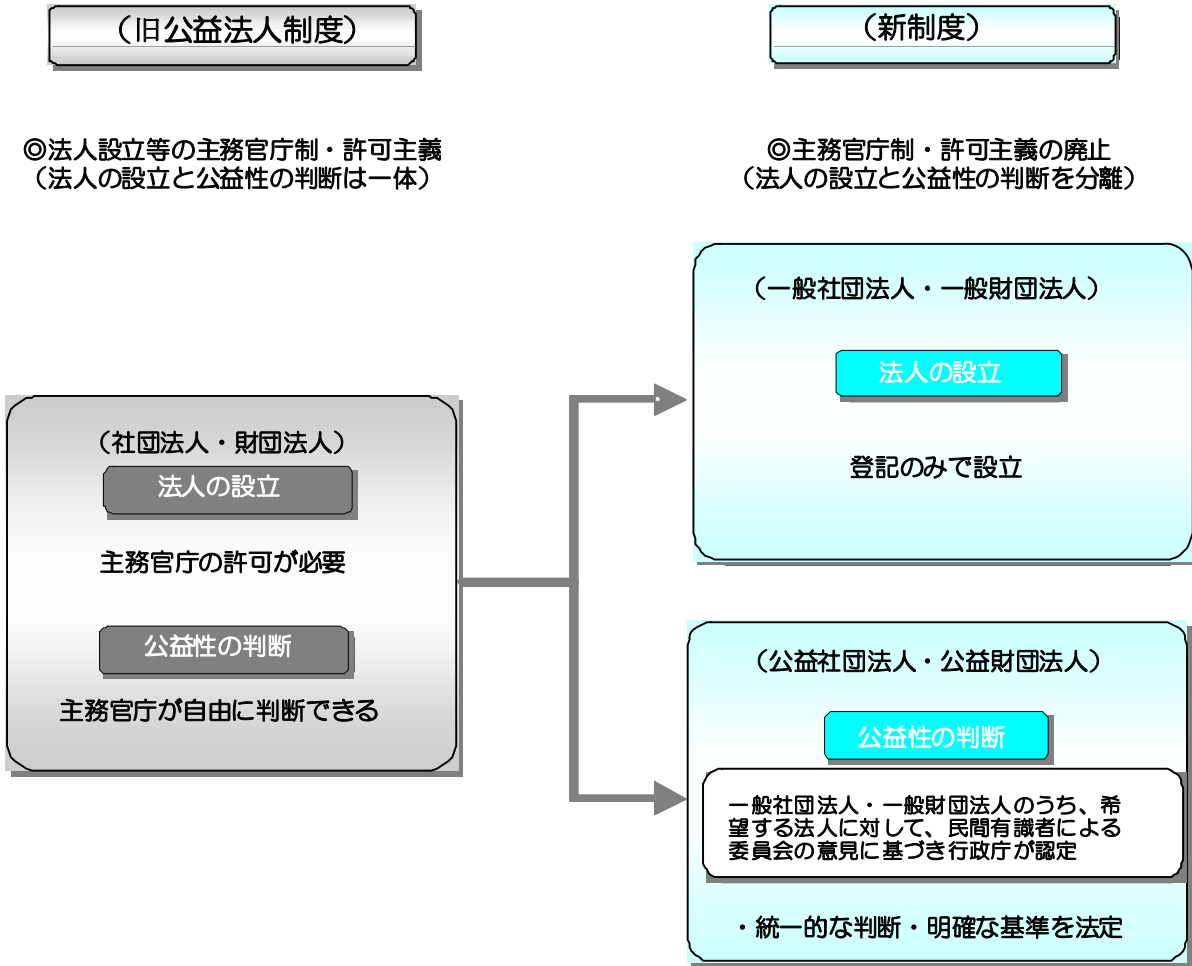 （旧公益法人制度）
◎法人設立等の主務官庁制・許可主義
（法人の設立と公益性の判断は一体）
（社団法人・財団法人）
法人の設立
主務官庁の許可が必要
公益性の判断
主務官庁が自由に判断できる
（新制度）
◎主務官庁制・許可主義の廃止
（法人の設立と公益性の判断を分離）
（一般社団法人・一般財団法人）
法人の設立
登記のみで設立
（公益社団法人・公益財団法人）
公益性の判断
一般社団法人・一般財団法人のうち、希
望する法人に対して、民間有識者による
委員会の意見に基づき行政庁が認定
・統一的な判断・明確な基準を法定